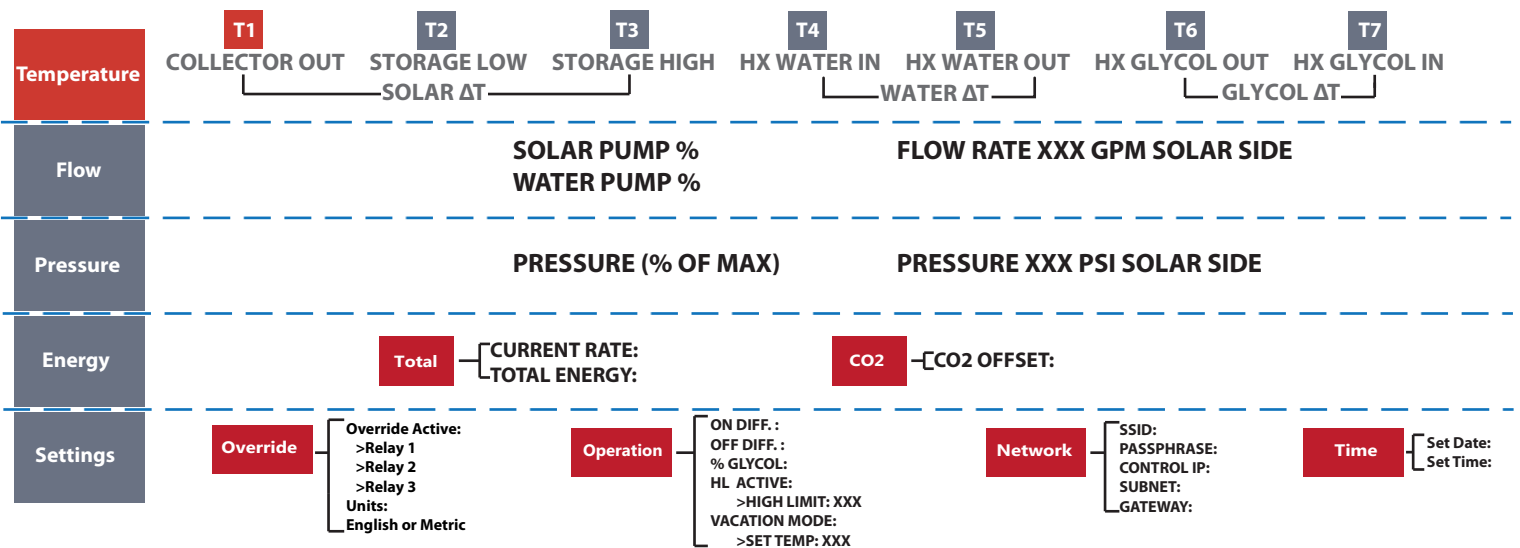 T1 T2 T3 T4 T5 T6 T7
Temperature
COLLECTOR OUT STORAGE LOW STORAGE HIGH HX WATER IN HX WATER OUT HX GLYCOL OUT HX GLYCOL IN
SOLAR ΔT WATER ΔT GLYCOL ΔT
Flow
SOLAR PUMP % FLOW RATE XXX GPM SOLAR SIDE
WATER PUMP %
Pressure
PRESSURE (% OF MAX) PRESSURE XXX PSI SOLAR SIDE
Energy
Total
CURRENT RATE:
TOTAL ENERGY:
CO2
CO2 OFFSET:
Settings
Override
Override Active:
>Relay 1
>Relay 2
>Relay 3
Units:
English or Metric
Operation
ON DIFF. :
OFF DIFF. :
% GLYCOL:
HL ACTIVE:
>HIGH LIMIT: XXX
VACATION MODE:
>SET TEMP: XXX
Network
SSID:
PASSPHRASE:
CONTROL IP:
SUBNET:
GATEWAY:
Time
Set Date:
Set Time: